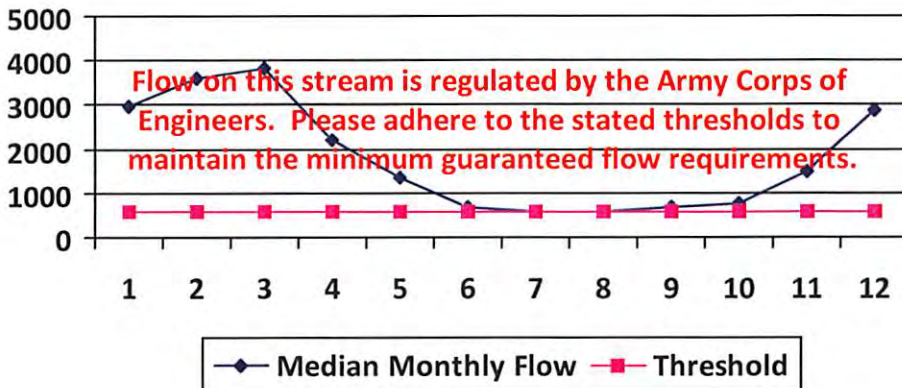 5000
4000
3000
2000
1000
0
Flow on this stream is regulated by the Army Corps of
Engineers. Please adhere to the stated thresholds to
maintain the minimum guaranteed flow requirements.
1 2 3 4 5 6 7 8 9 10 11 12
Median Monthly Flow Threshold